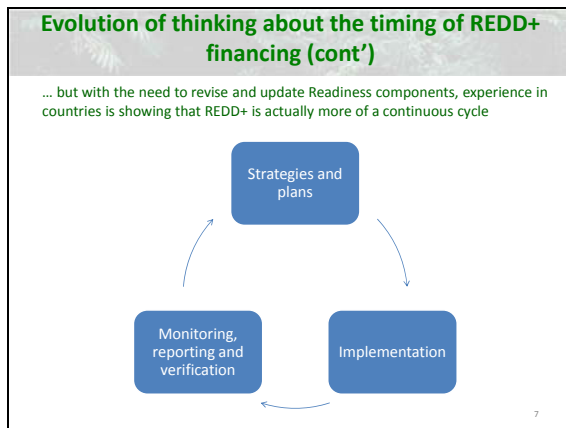 Evolution of thinking about the timing of REDD+
financing (cont’)
... but with the need to revise and update Readiness components, experience in
countries is showing that REDD+ is actually more of a continuous cycle
Strategies and
plans
Monitoring,
reporting and
verification
Implementation
7